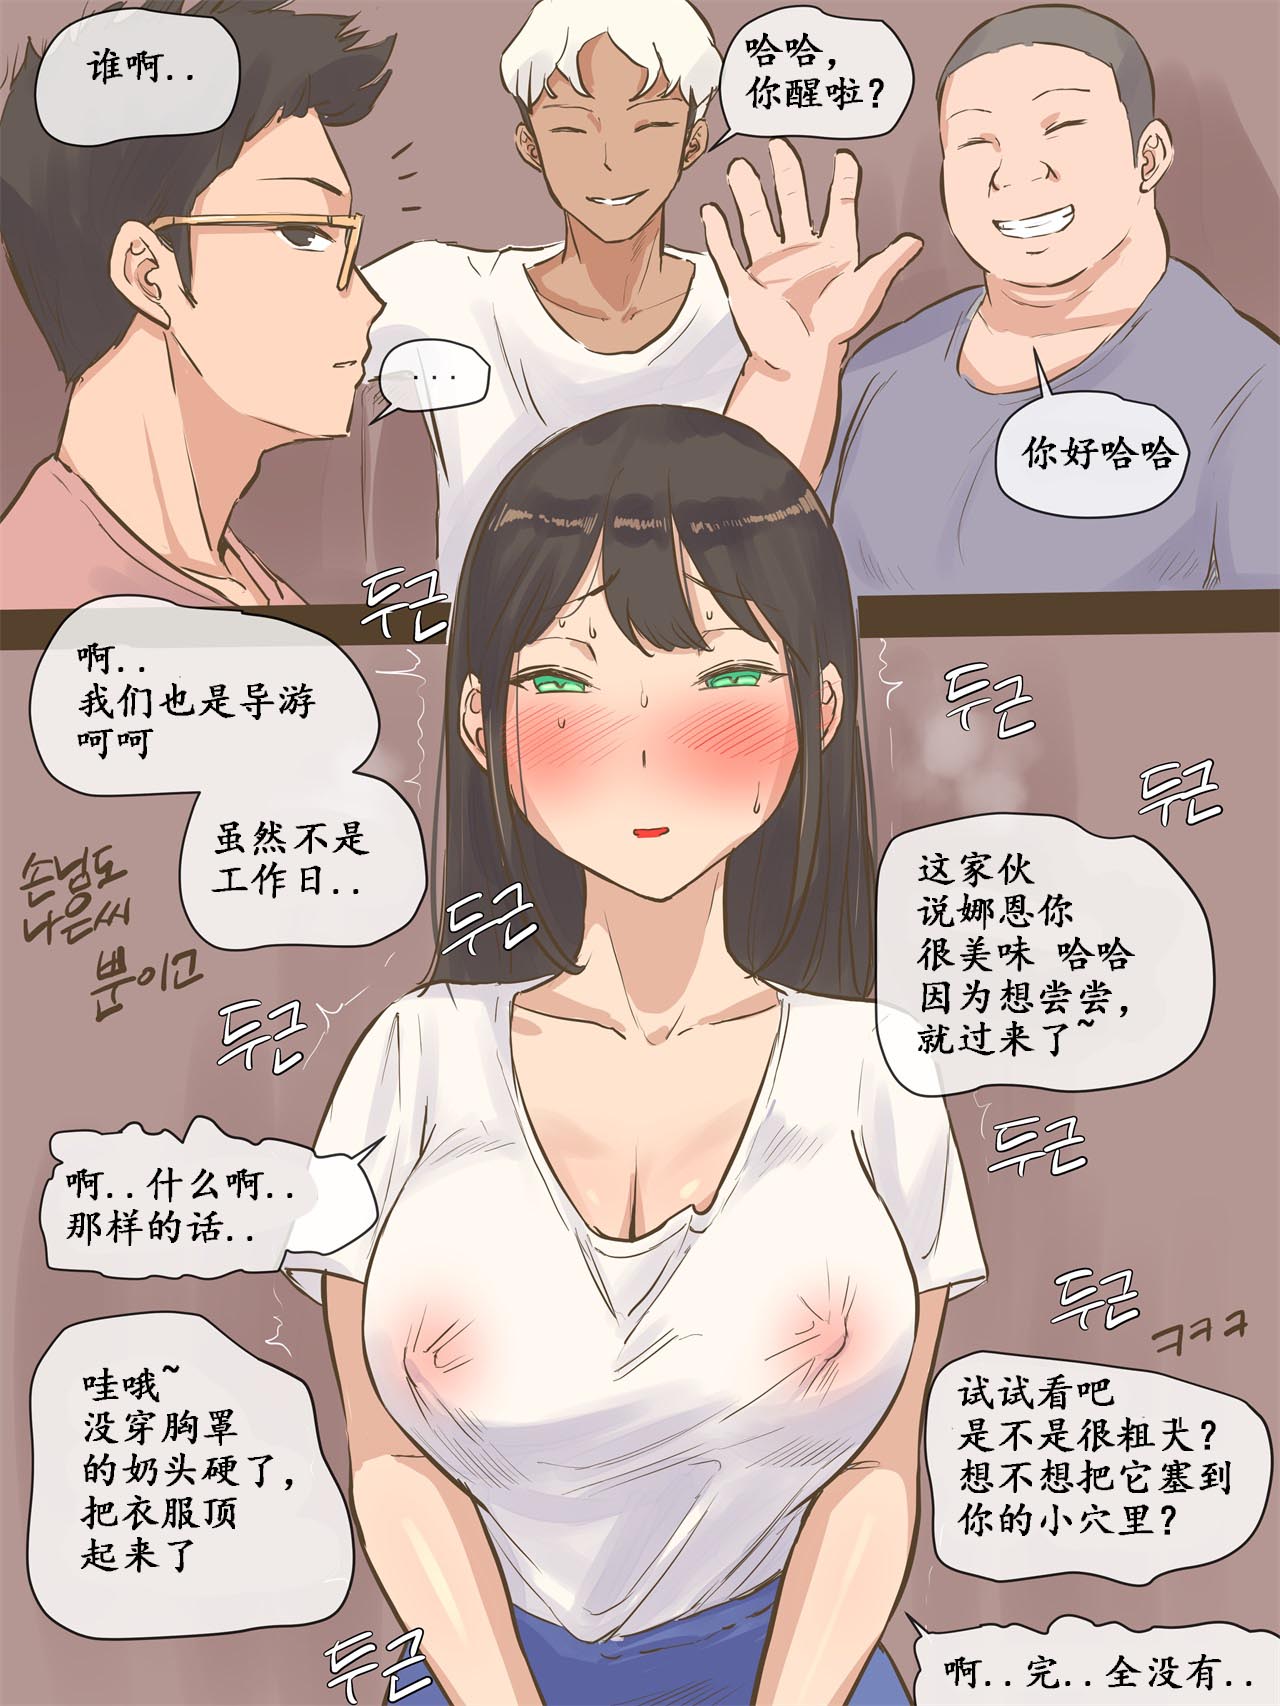 谁啊..
哈哈，
你醒啦？
...
你好哈哈
두근
啊..
我们也是导游
呵呵
虽然不是
工作日..
손님도
나은씨
뿐이고
두근
두근
두근
두근
这家伙
说娜恩你
很美味 哈哈
因为想尝尝，
就过来了~
두근
啊..什么啊..
那样的话..
두근
ㅋㅋㅋ
哇哦~
没穿胸罩
的奶头硬了，
把衣服顶
起来了
试试看吧
是不是很粗大？
想不想把它塞到
你的小穴里？
두근
啊..完..全没有..